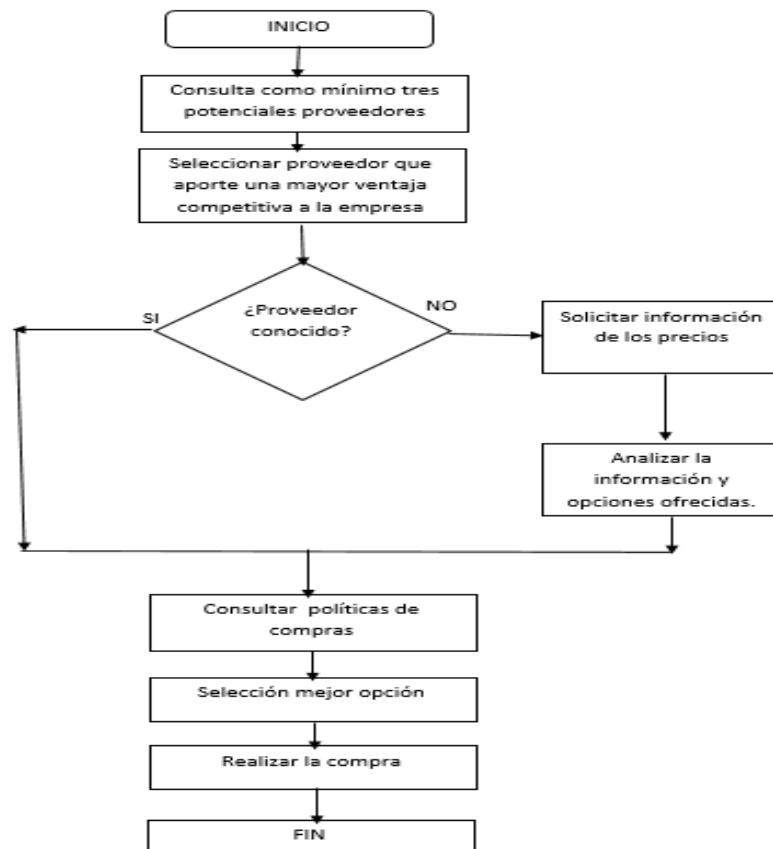 INICIO
Consulta como mínimo tres
potenciales proveedores
Seleccionar proveedor que
aporte una mayor ventaja
competitiva a la empresa
¿Proveedor
conocido?
SI
NO
Solicitar información
de los precios
Analizar la
información y
opciones ofrecidas.
Consultar políticas de
compras
Selección mejor opción
Realizar la compra
FIN